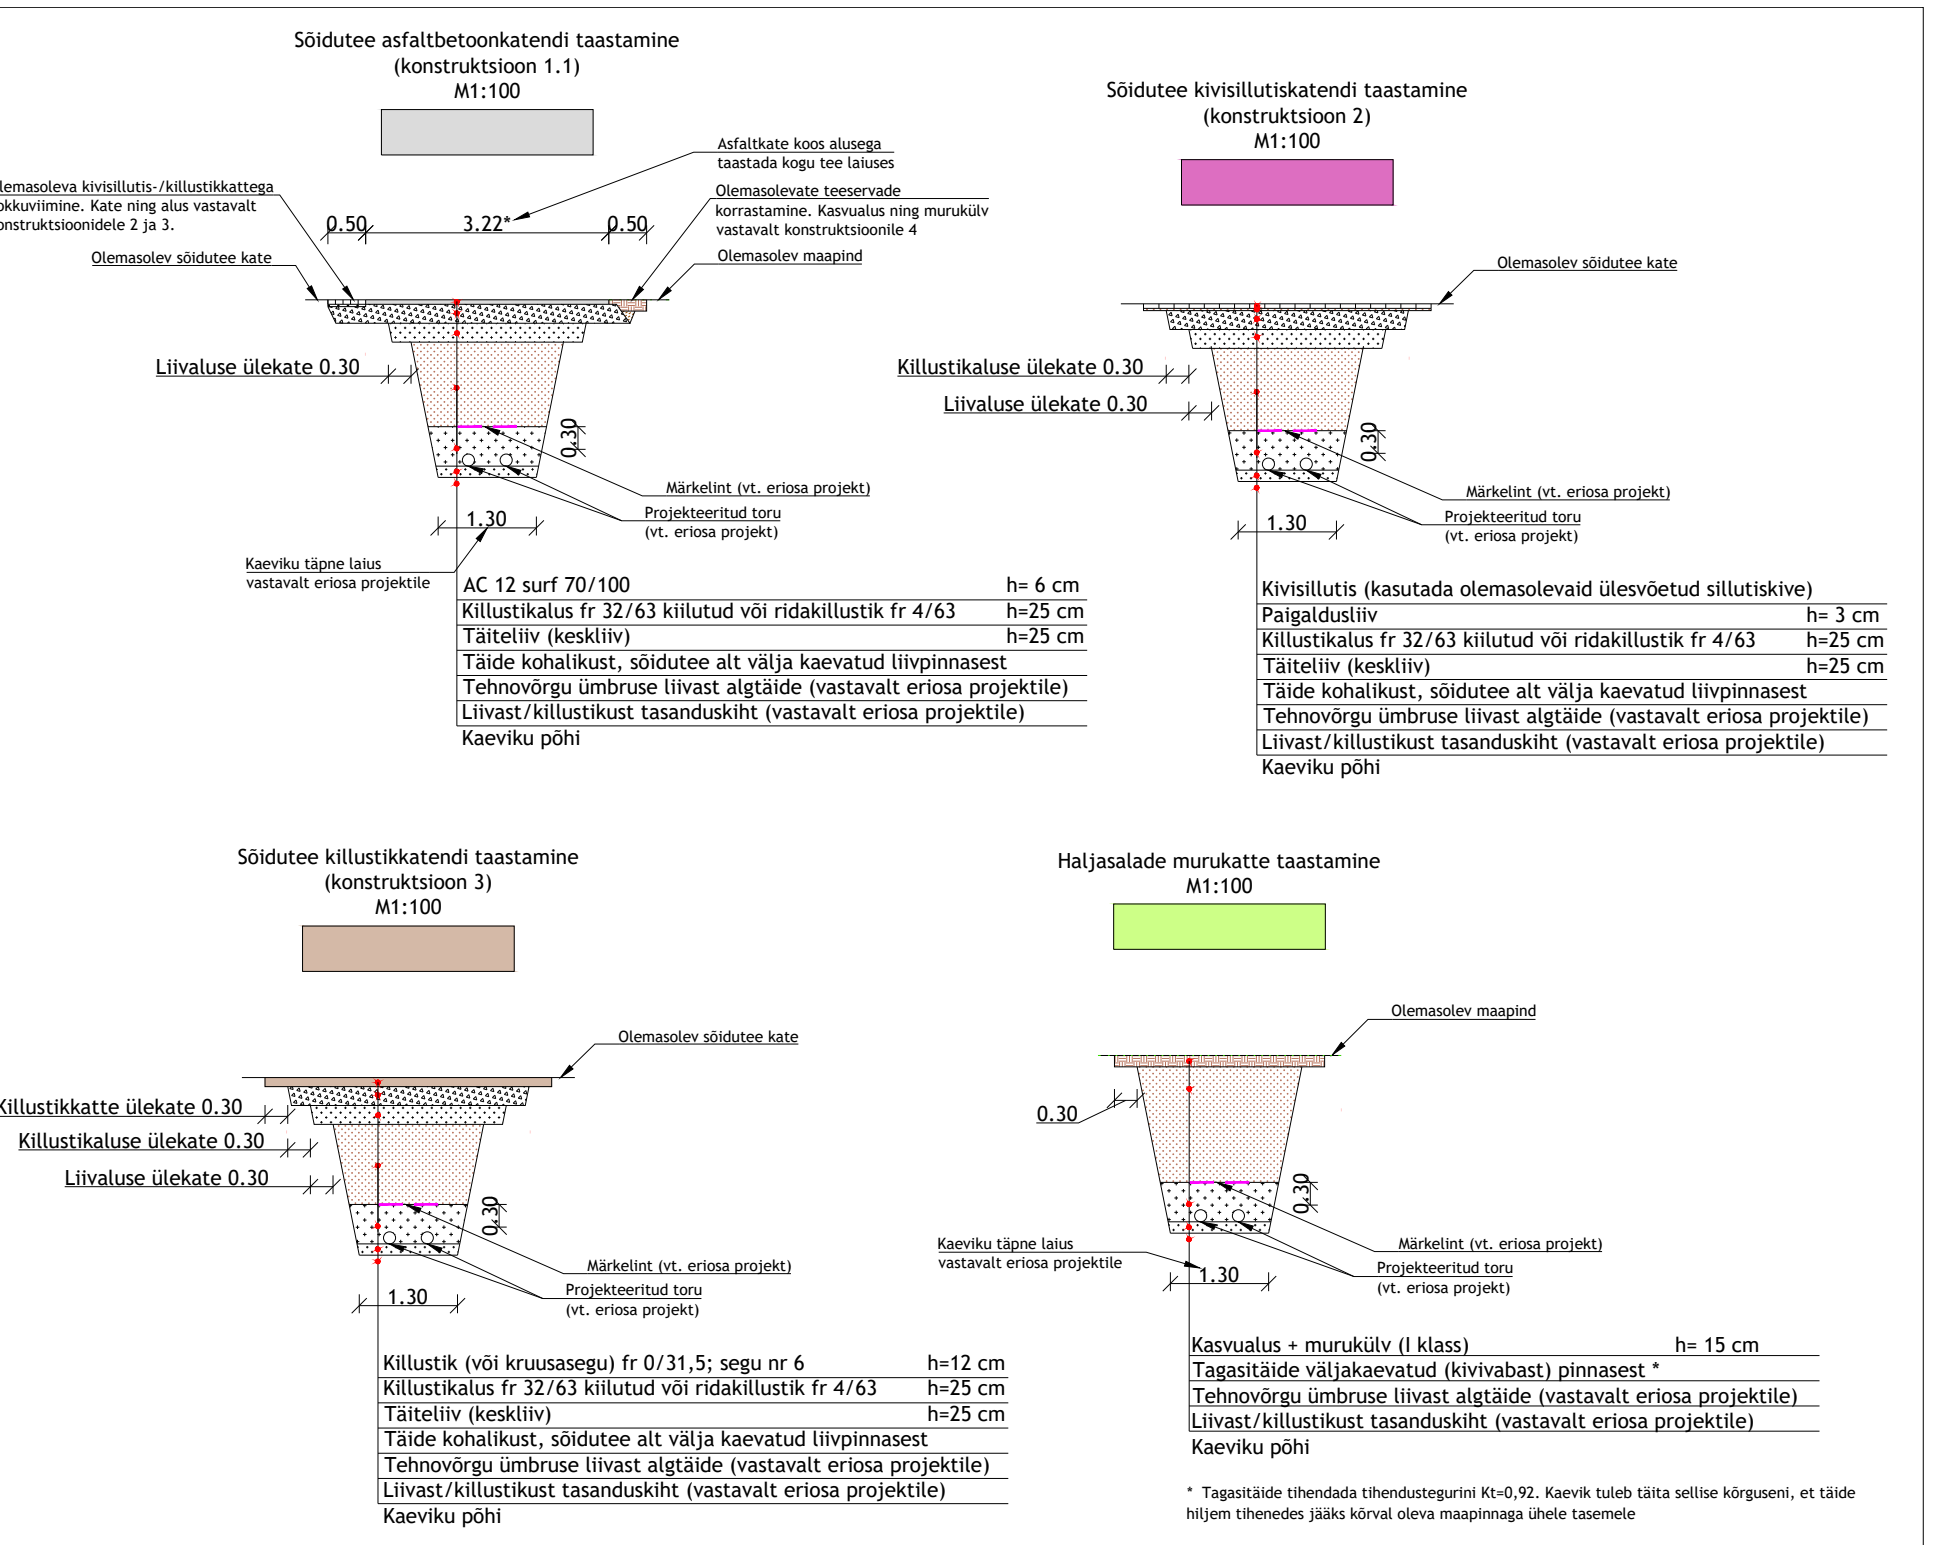 Sõidutee asfaltbetoonkatendi taastamine
(konstruktsioon 1.1)
M1:100
Asfaltkate koos alusega
taastada kogu tee laiuses
kivisillutis-/killustikkattega
Kate ning alus vastavalt
2 ja 3.
Olemasolevate teeservade
korrastamine. Kasvualus ning murukülv
vastavalt konstruktsioonile 4
0.50
3.22*
0.50
Olemasolev sõidutee kate
Olemasolev maapind
Liivaluse ülekate 0.30
0.30
Märkelint (vt. eriosa projekt)
Projekteeritud toru
(vt. eriosa projekt)
1.30
Kaeviku täpne laius
vastavalt eriosa projektile
AC 12 surf 70/100 h= 6 cm
Killustikalus fr 32/63 kiilutud või ridakillustik fr 4/63 h=25 cm
Täiteliiv (keskliiv) h=25 cm
Täide kohalikust, sõidutee alt välja kaevatud liivpinnasest
Tehnovõrgu ümbruse liivast algtäide (vastavalt eriosa projektile)
Liivast/killustikust tasanduskiht (vastavalt eriosa projektile)
Kaeviku põhi
Sõidutee kivisillutiskatendi taastamine
(konstruktsioon 2)
M1:100
Olemasolev sõidutee kate
Killustikaluse ülekate 0.30
Liivaluse ülekate 0.30
0.30
Märkelint (vt. eriosa projekt)
Projekteeritud toru
(vt. eriosa projekt)
1.30
Kivisillutis (kasutada olemasolevaid ülesvõetud sillutiskive)
Paigaldusliiv h= 3 cm
Killustikalus fr 32/63 kiilutud või ridakillustik fr 4/63 h=25 cm
Täiteliiv (keskliiv) h=25 cm
Täide kohalikust, sõidutee alt välja kaevatud liivpinnasest
Tehnovõrgu ümbruse liivast algtäide (vastavalt eriosa projektile)
Liivast/killustikust tasanduskiht (vastavalt eriosa projektile)
Kaeviku põhi
Sõidutee killustikkatendi taastamine
(konstruktsioon 3)
M1:100
Olemasolev sõidutee kate
Killustikkatte ülekate 0.30
Killustikaluse ülekate 0.30
Liivaluse ülekate 0.30
0.30
Märkelint (vt. eriosa projekt)
Projekteeritud toru
(vt. eriosa projekt)
1.30
Killustik (või kruusasegu) fr 0/31,5; segu nr 6 h=12 cm
Killustikalus fr 32/63 kiilutud või ridakillustik fr 4/63 h=25 cm
Täiteliiv (keskliiv) h=25 cm
Täide kohalikust, sõidutee alt välja kaevatud liivpinnasest
Tehnovõrgu ümbruse liivast algtäide (vastavalt eriosa projektile)
Liivast/killustikust tasanduskiht (vastavalt eriosa projektile)
Kaeviku põhi
Haljasalade murukatte taastamine
M1:100
Olemasolev maapind
0.30
0.30
Kaeviku täpne laius
vastavalt eriosa projektile
Märkelint (vt. eriosa projekt)
Projekteeritud toru
(vt. eriosa projekt)
1.30
Kasvualus + murukülv (I klass) h= 15 cm
Tagasitäide väljakaevatud (kivivabast) pinnasest *
Tehnovõrgu ümbruse liivast algtäide (vastavalt eriosa projektile)
Liivast/killustikust tasanduskiht (vastavalt eriosa projektile)
Kaeviku põhi
* Tagasitäide tihendada tihendustegurini Kt=0,92. Kaevik tuleb täita sellise kõrguseni, et täide
hiljem tihenedes jääks kõrval oleva maapinnaga ühele tasemele